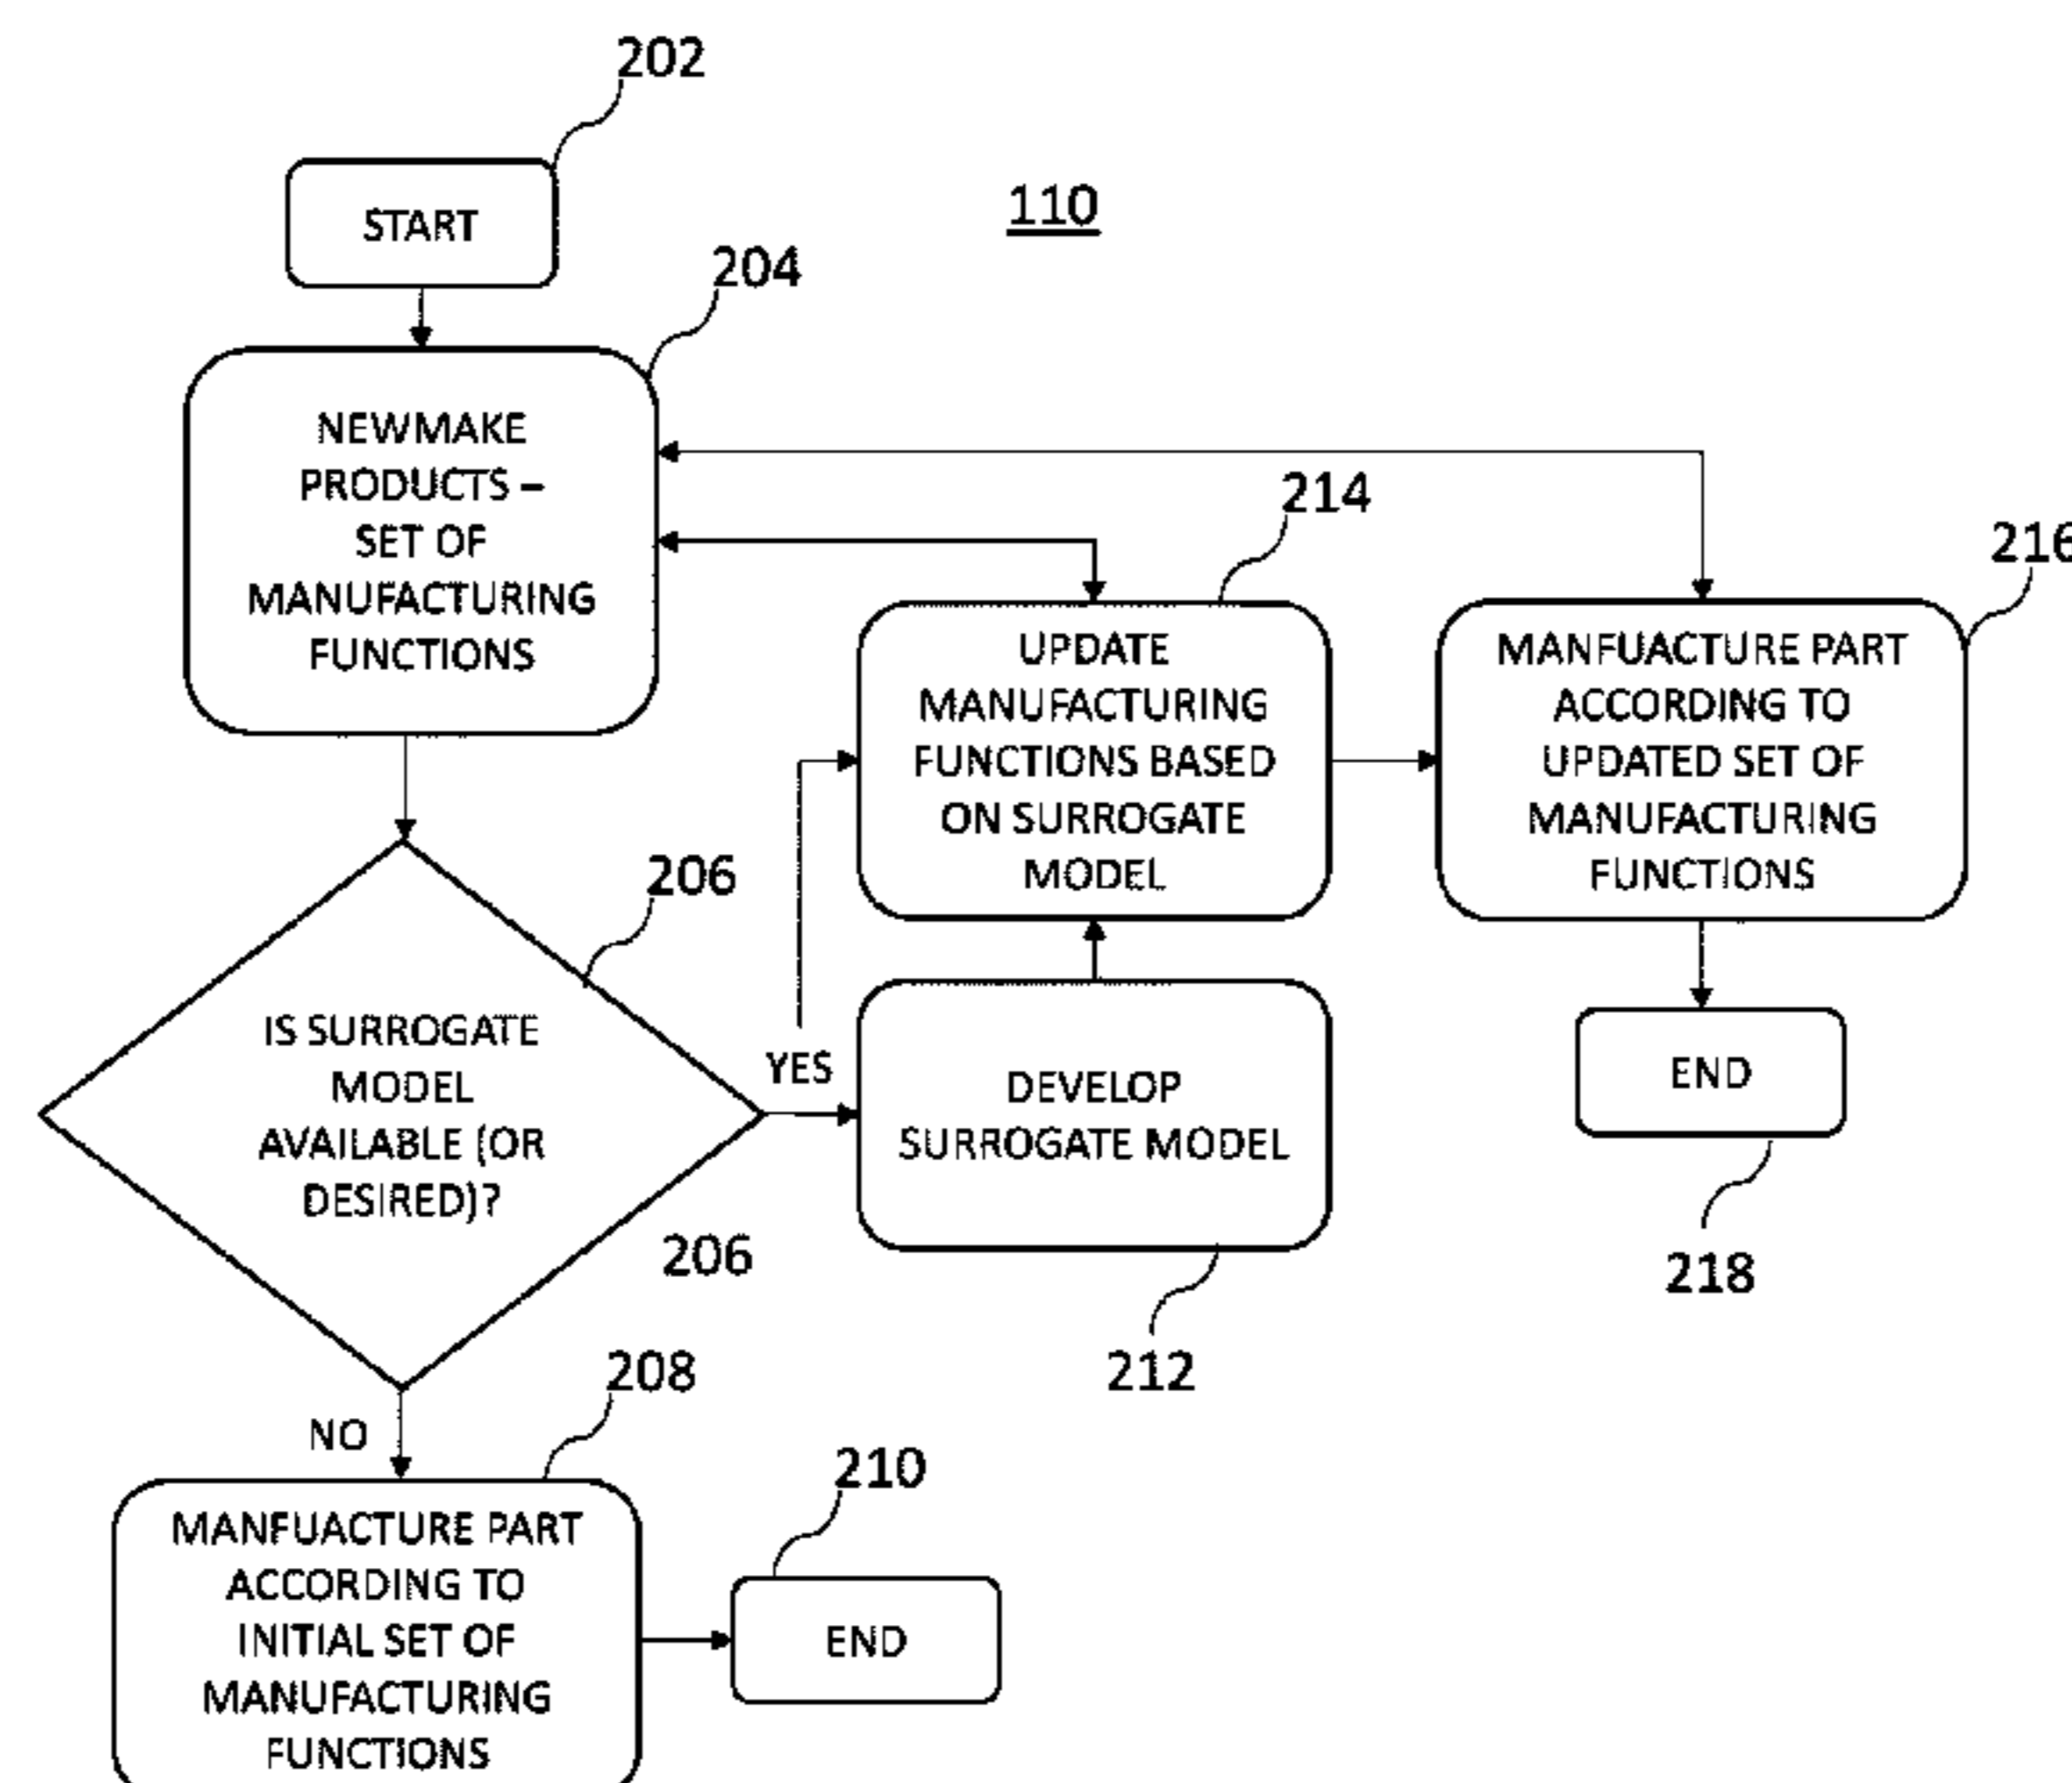 202
START
110
204
NEWMAKE
PRODUCTS –
SET OF
MANUFACTURING
FUNCTIONS
214
216
UPDATE
MANUFACTURING
FUNCTIONS BASED
ON SURROGATE
MODEL
MANFUACTURE PART
ACCORDING TO
UPDATED SET OF
MANUFACTURING
FUNCTIONS
206
IS SURROGATE
MODEL
AVAILABLE (OR
DESIRED)?
YES
DEVELOP
SURROGATE MODEL
END
206
218
212
208
NO
210
MANFUACTURE PART
ACCORDING TO
INITIAL SET OF
MANUFACTURING
FUNCTIONS
END